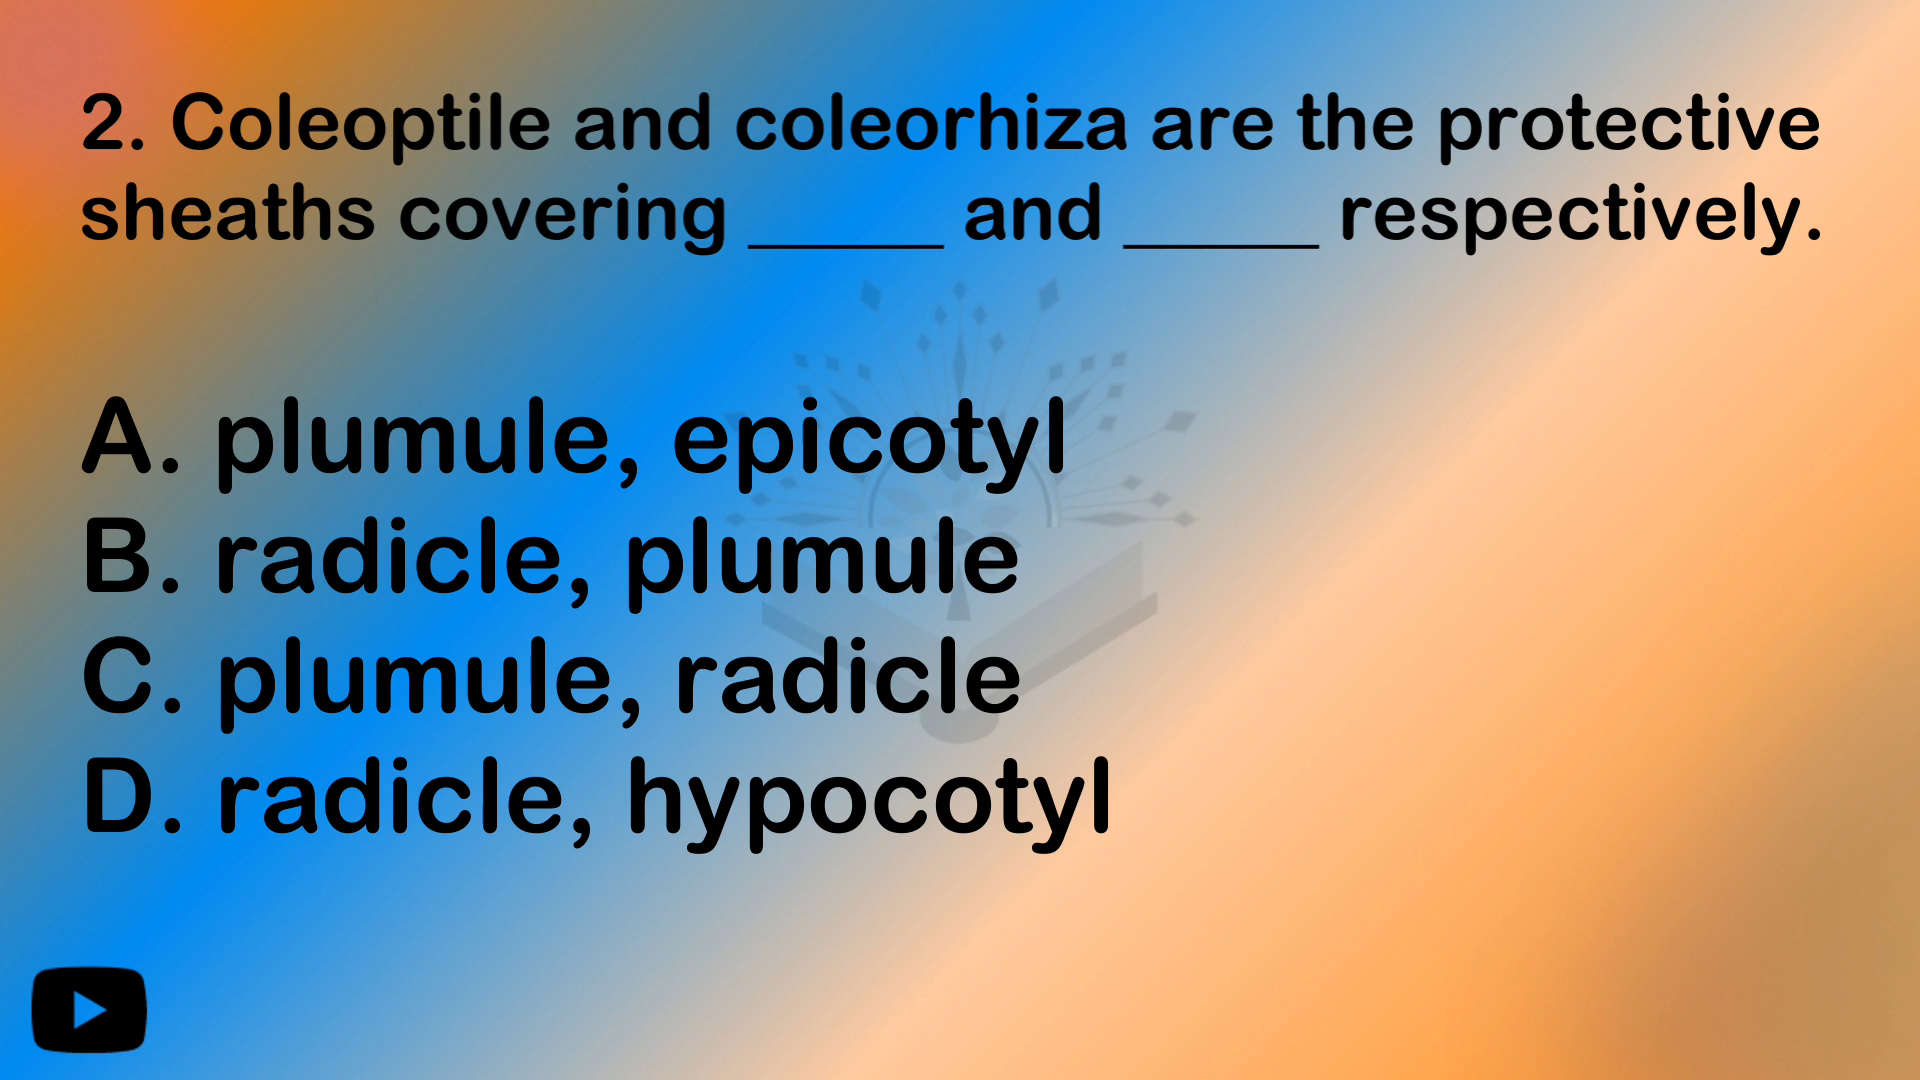 2. Coleoptile and coleorhiza are the protective
sheaths covering _____ and _____ respectively.
A. plumule, epicotyl
B. radicle, plumule
C. plumule, radicle
D. radicle, hypocotyl